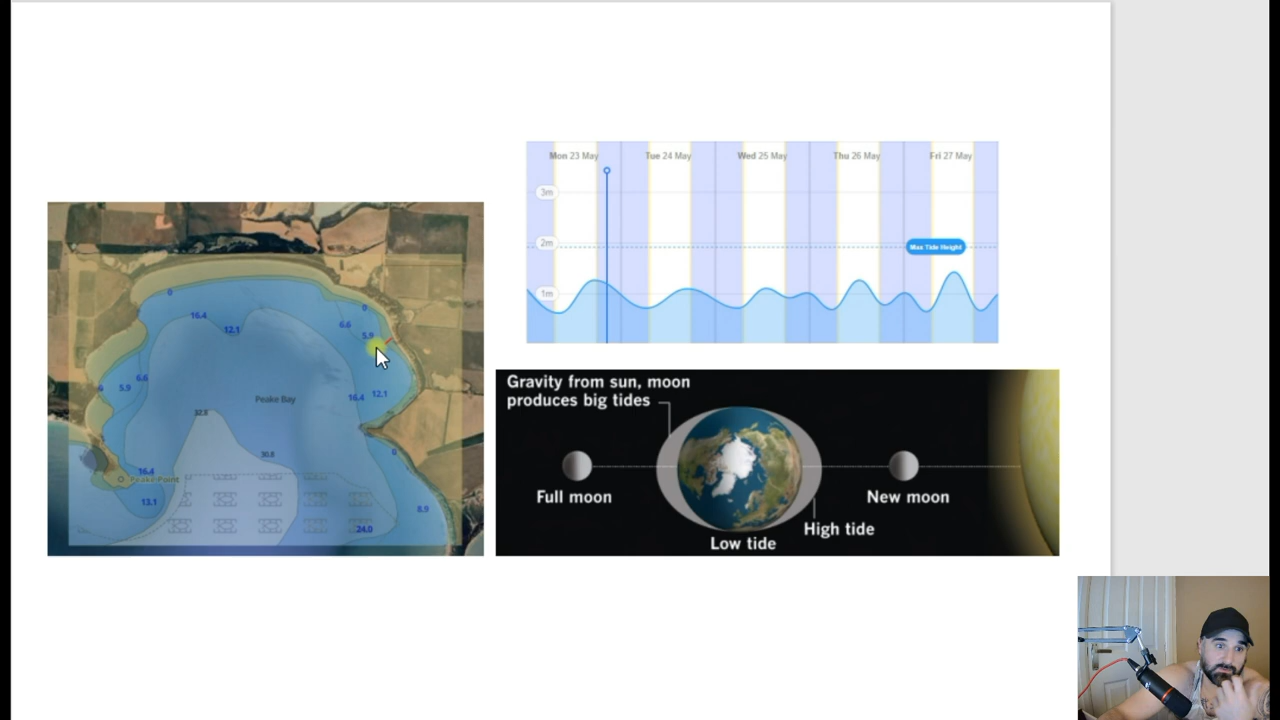 Mon 23 May
Tue 24 May
Wed 25 May
Thu 26 May
Fri 27 May
3m
2m
Max Tide Height
1m
0
16.4
12.1
0
6.6
5.9
0
5.9
6.6
16.4
12.1
Peake Bay
32.8
0
30.8
16.4
Peake Point
13.1
8.9
24.0
Gravity from sun, moon
produces big tides
Full moon
New moon
High tide
Low tide